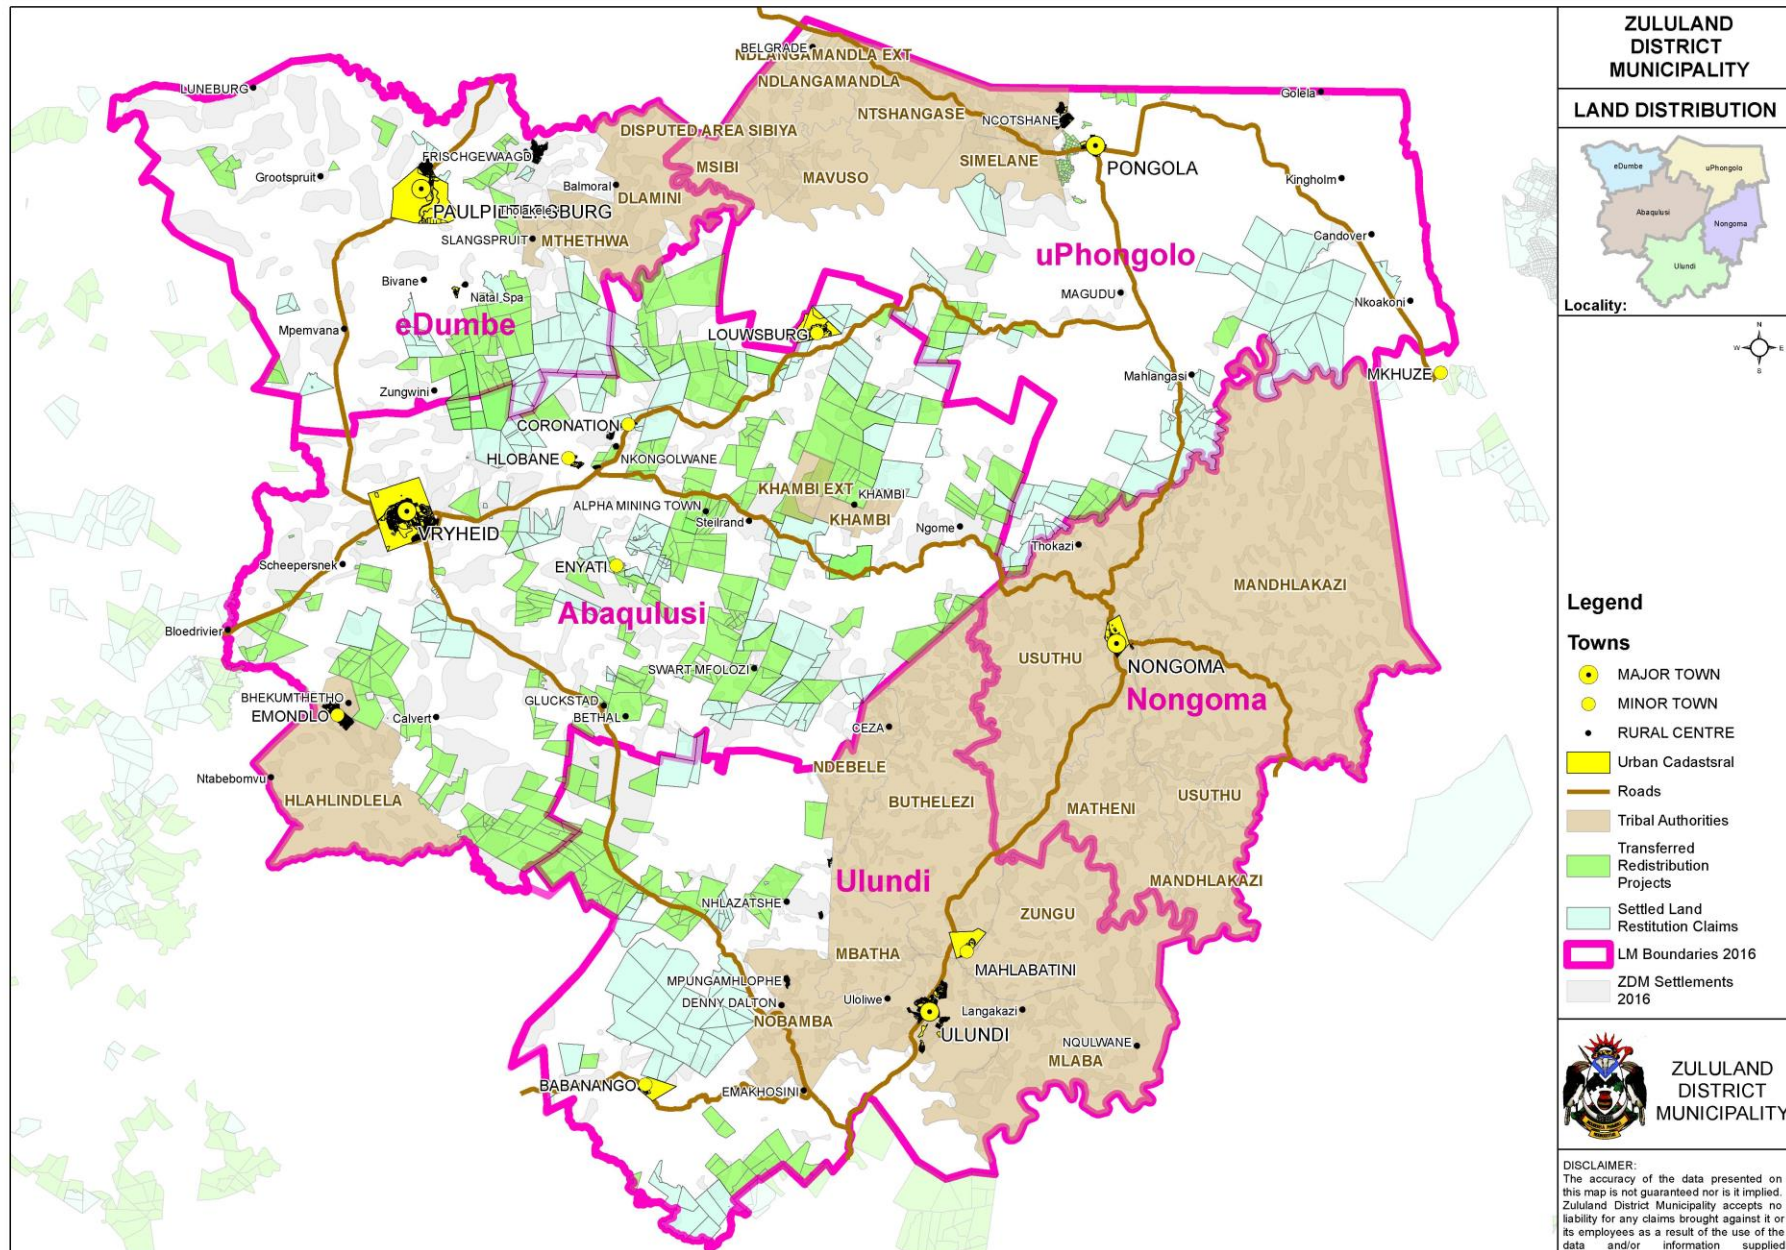 ZULULAND
DISTRICT
MUNICIPALITY
LAND DISTRIBUTION
eDumbe
uPhongolo
Abaqulusi
Nongoma
Ulundi
Locality:
N
W
E
S
Legend
Towns
MAJOR TOWN
MINOR TOWN
RURAL CENTRE
Urban Cadastsral
Roads
Tribal Authorities
Transferred
Redistribution
Projects
Settled Land
Restitution Claims
LM Boundaries 2016
ZDM Settlements
2016
ZULULAND
DISTRICT
MUNICIPALITY
DISCLAIMER:
The accuracy of the data presented on
this map is not guaranteed nor is it implied.
Zululand District Municipality accepts no
liability for any claims brought against it or
its employees as a result of the use of the
data and/or information supplied
BELGRADE
NDLANGAMANDLA EXT
NDLANGAMANDLA
LUNEBURG
Golela
NTSHANGASE
NCOTSHANE
DISPUTED AREA SIBIYA
FRISCHGEWAAGD
SIMELANE
PONGOLA
MSIBI
MAVUSO
Grootspruit
Balmoral
Kingholm
DLAMINI
PAULPIETERSBURG
Tholakele
SLANGSPRUIT
MTHETHWA
Candover
uPhongolo
Bivane
Natal Spa
MAGUDU
Nkoakoni
eDumbe
Mpemvana
LOUWSBURG
Mahlangasi
MKHUZE
Zungwini
CORONATION
HLOBANE
NKONGOLWANE
KHAMBI EXT
KHAMBI
ALPHA MINING TOWN
Steilrand
KHAMBI
Ngome
VRYHEID
Thokazi
Scheepersnek
ENYATI
MANDHLAKAZI
Abaqulusi
Bloedrivier
USUTHU
NONGOMA
SWART MFOLOZI
Nongoma
BHEKUMTHETHO
EMONDLO
Calvert
GLUCKSTAD
BETHAL
CEZA
Ntabebomvu
NDEBELE
HLAHLINDLELA
BUTHELEZI
MATHENI
USUTHU
Ulundi
MANDHLAKAZI
NHLAZATSHE
ZUNGU
MBATHA
MAHLABATINI
MPUNGAMHLOPHE
DENNY DALTON
Uloliwe
Langakazi
NOBAMBA
ULUNDI
NQULWANE
MLABA
BABANANGO
EMAKHOSINI